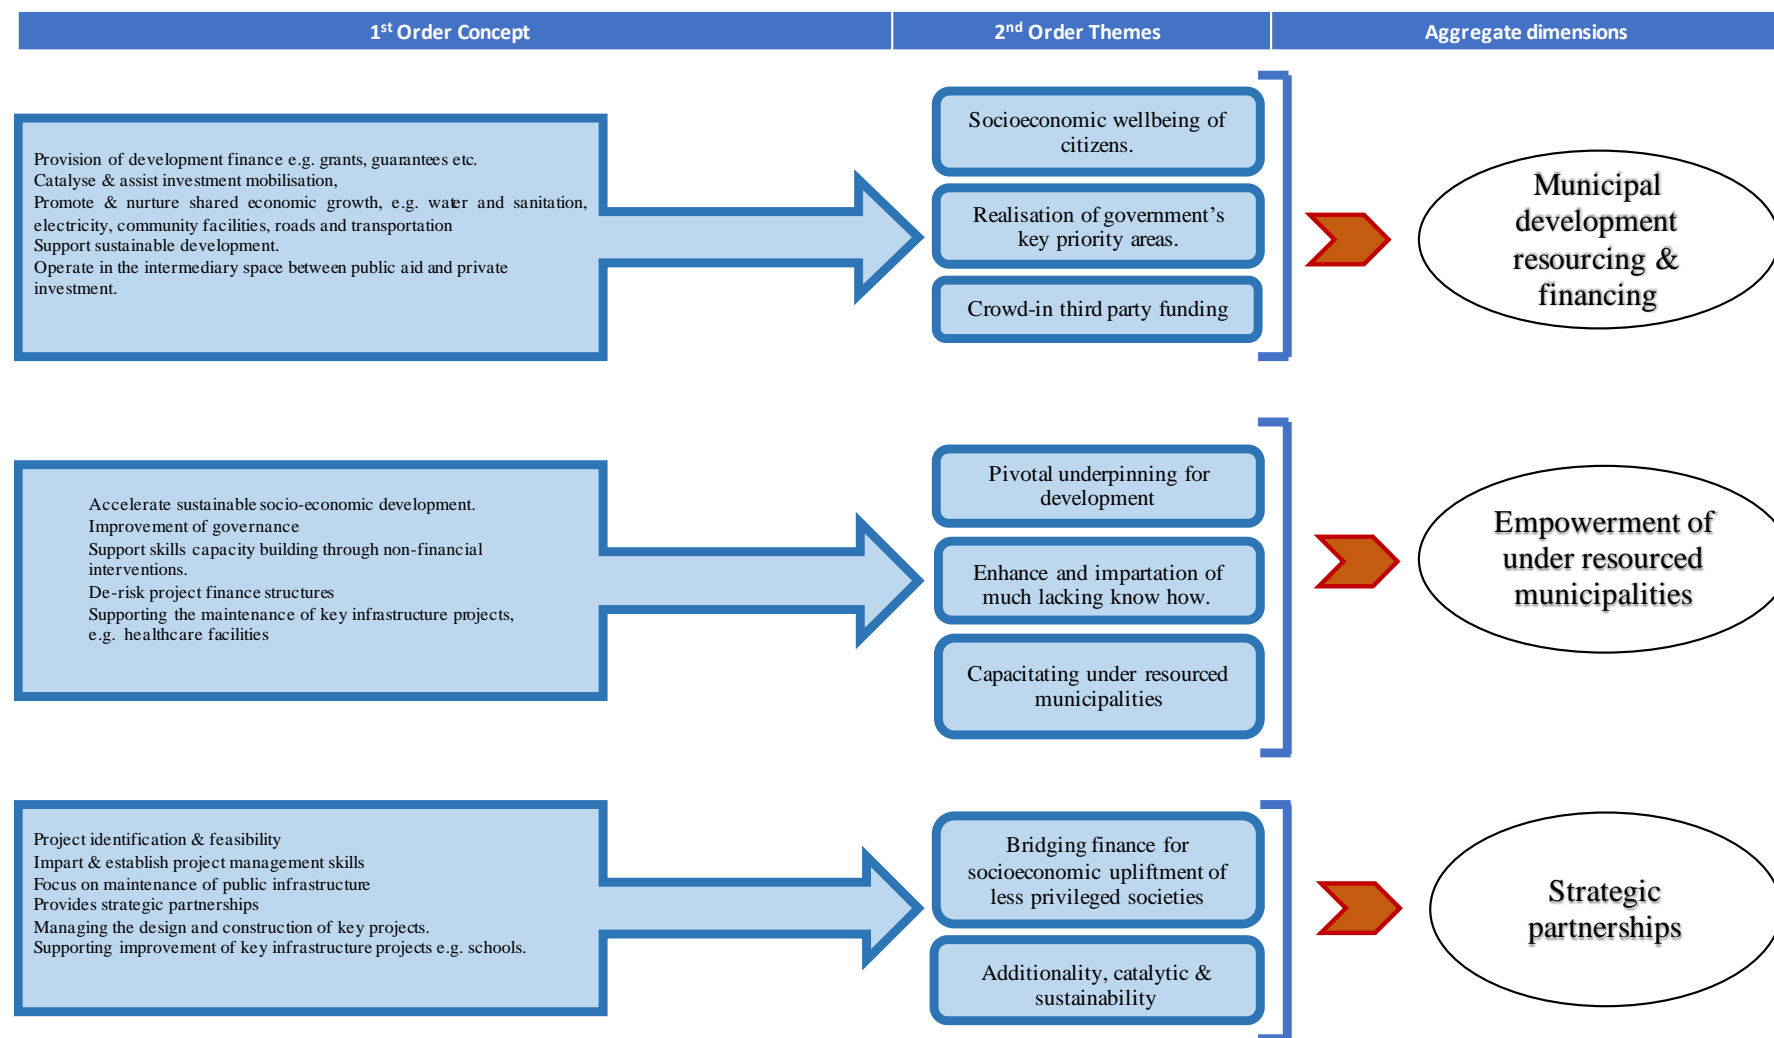 1st Order Concept
2nd Order Themes
Aggregate dimensions
Provision of development finance e.g. grants, guarantees etc.
Catalyse & assist investment mobilisation,
Promote & nurture shared economic growth, e.g. water and sanitation,
electricity, community facilities, roads and transportation
Support sustainable development.
Operate in the intermediary space between public aid and private
investment.
Socioeconomic wellbeing of
citizens.
Realisation of government’s
key priority areas.
Crowd-in third party funding
Municipal
development
resourcing &
financing
Accelerate sustainable socio-economic development.
Improvement of governance
Support skills capacity building through non-financial
interventions.
De-risk project finance structures
Supporting the maintenance of key infrastructure projects,
e.g. healthcare facilities
Pivotal underpinning for
development
Enhance and impartation of
much lacking know how.
Capacitating under resourced
municipalities
Empowerment of
under resourced
municipalities
Project identification & feasibility
Impart & establish project management skills
Focus on maintenance of public infrastructure
Provides strategic partnerships
Managing the design and construction of key projects.
Supporting improvement of key infrastructure projects e.g. schools.
Bridging finance for
socioeconomic upliftment of
less privileged societies
Additionality, catalytic &
sustainability
Strategic
partnerships